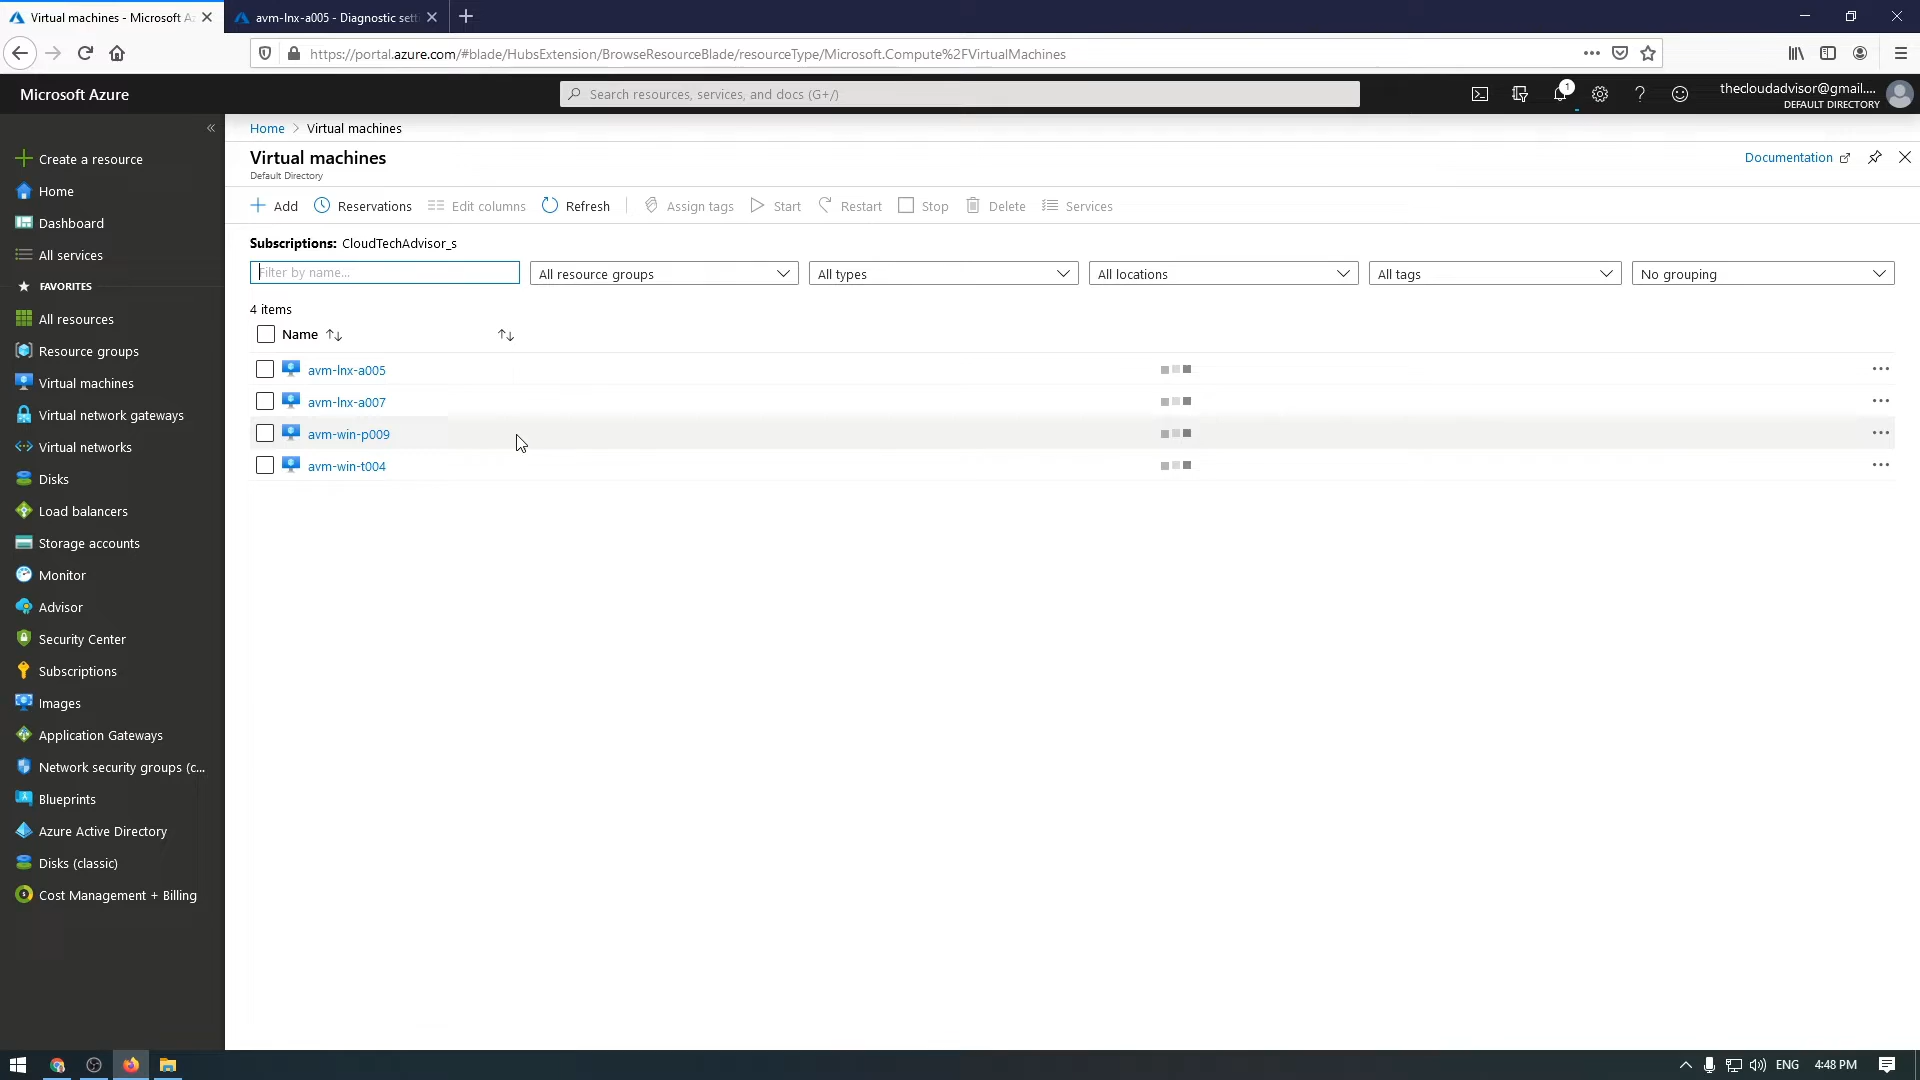 Virtual machines - Microsoft Az
avm-lnx-a005 - Diagnostic sett
https://portal.azure.com/#blade/HubsExtension/BrowseResourceBlade/resourceType/Microsoft.Compute%2FVirtualMachines
Microsoft Azure
Search resources, services, and docs (G+/)
1
thecloudadvisor@gmail....
DEFAULT DIRECTORY
Create a resource
Home
Dashboard
All services
FAVORITES
All resources
Resource groups
Virtual machines
Virtual network gateways
Virtual networks
Disks
Load balancers
Storage accounts
Monitor
Advisor
Security Center
Subscriptions
Images
Application Gateways
Network security groups (c...
Blueprints
Azure Active Directory
Disks (classic)
Cost Management + Billing
Home > Virtual machines
Virtual machines
Default Directory
Documentation
Add Reservations Edit columns Refresh Assign tags Start Restart Stop Delete Services
Subscriptions: CloudTechAdvisor_s
Filter by name... All resource groups All types All locations All tags No grouping
4 items
Name
avm-lnx-a005
avm-lnx-a007
avm-win-p009
avm-win-t004
ENG 4:48 PM